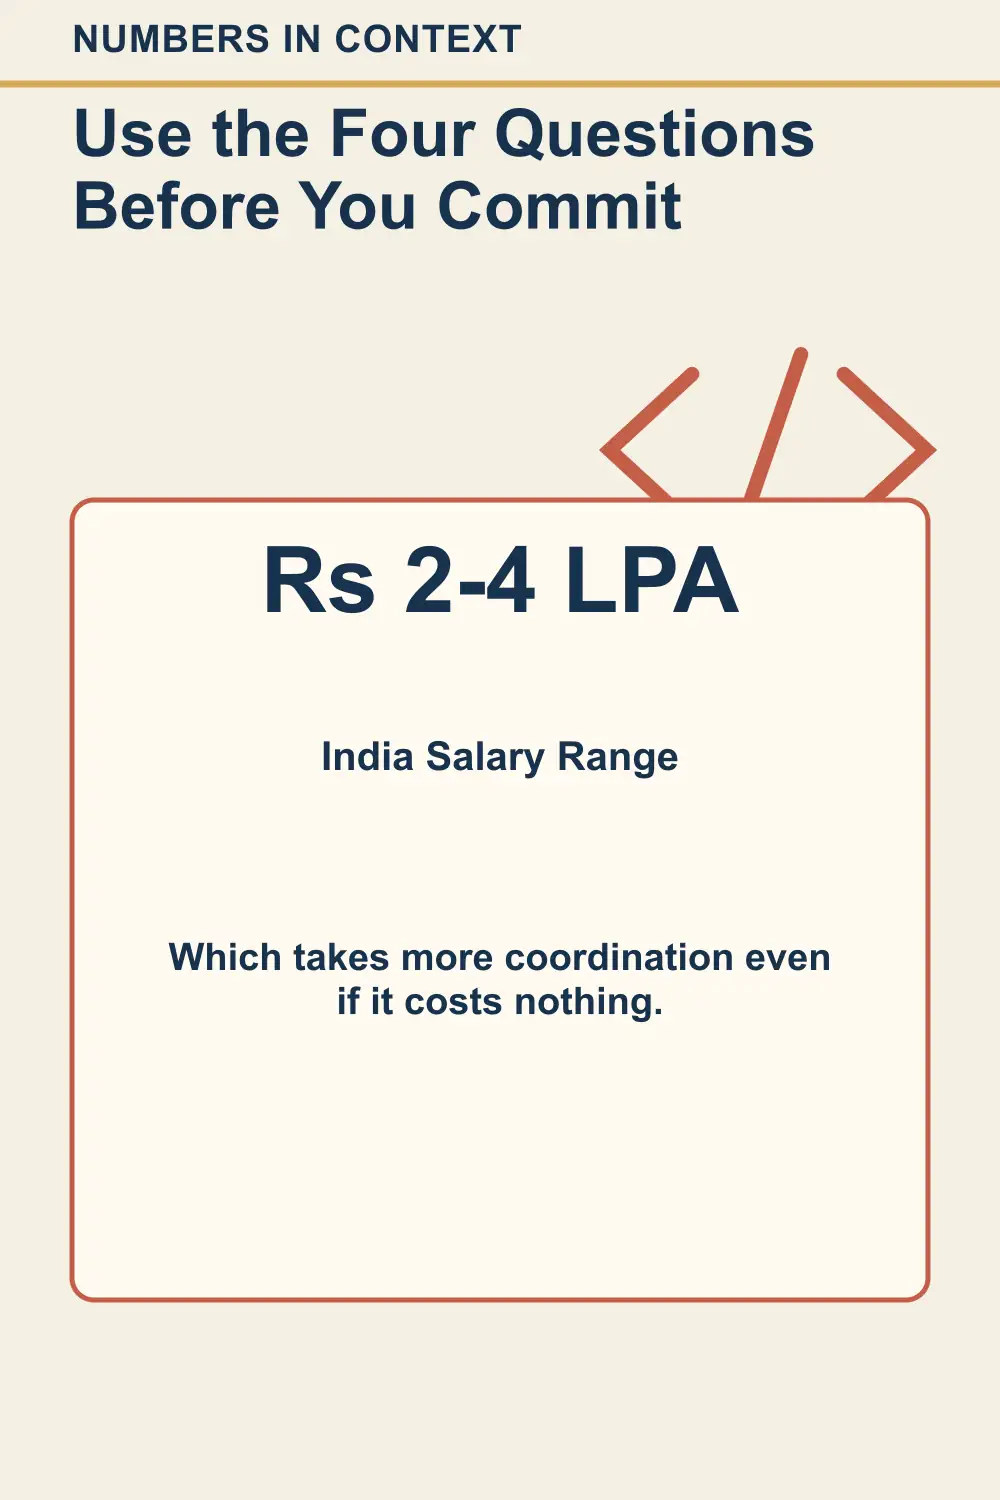 NUMBERS IN CONTEXT
Use the Four Questions
Before You Commit
Rs 2-4 LPA
India Salary Range
Which takes more coordination even
if it costs nothing.